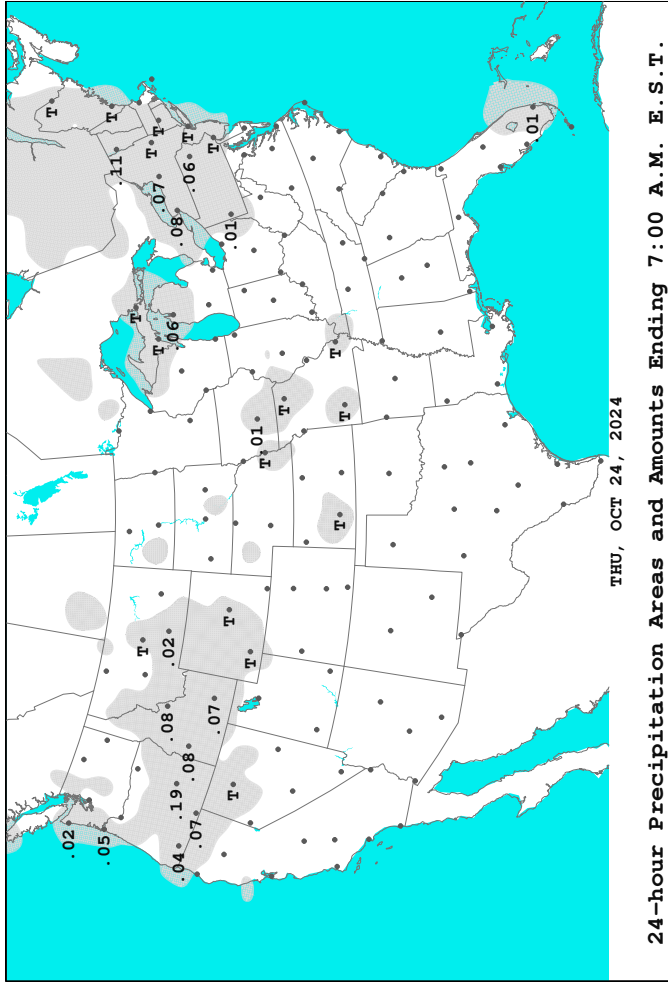 T
.02
.05
T
.11
T
T
T
T
.07
T
.08
.02
.06
.08
.19
.04
.08
.06
T
.07
.07
T
T
.01
T
T
.01
T
T
T
T
T
.01
THU, OCT 24, 2024
24-hour Precipitation Areas and Amounts Ending 7:00 A.M. E.S.T.